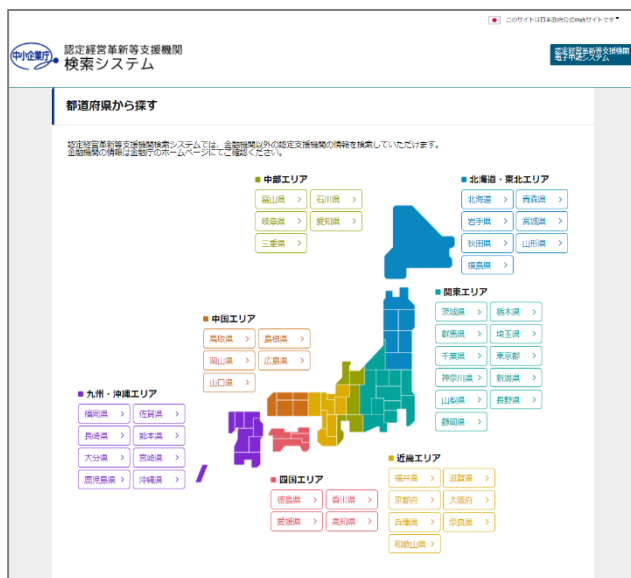 このサイトは日本政府公式Webサイトです
中小企業庁
認定経営革新等支援機関
検索システム
認定経営革新等支援機関
電子申請システム
都道府県から探す
認定経営革新等支援機関検索システムでは、金融機関以外の認定支援機関の情報を検索していただけます。
金融機関の情報は金融庁のホームページにてご確認ください。
中部エリア
富山県 石川県
岐阜県 愛知県
三重県
北海道・東北エリア
北海道 青森県
岩手県 宮城県
秋田県 山形県
福島県
関東エリア
茨城県 栃木県
群馬県 埼玉県
千葉県 東京都
神奈川県 新潟県
山梨県 長野県
静岡県
中国エリア
鳥取県 島根県
岡山県 広島県
山口県
九州・沖縄エリア
福岡県 佐賀県
長崎県 熊本県
大分県 宮崎県
鹿児島県 沖縄県
四国エリア
徳島県 香川県
愛媛県 高知県
近畿エリア
福井県 滋賀県
京都府 大阪府
兵庫県 奈良県
和歌山県